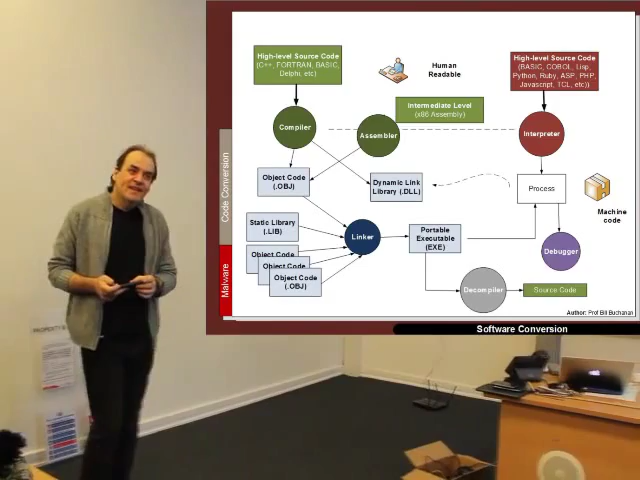 High-level Source Code
(C++, FORTRAN, BASIC,
Delphi, etc)
Human
Readable
High-level Source Code
(BASIC, COBOL, Lisp,
Python, Ruby, ASP, PHP,
Javascript, TCL, etc))
Intermediate Level
(x86 Assembly)
Compiler
Assembler
Interpreter
Code Conversion
Object Code
(.OBJ)
Dynamic Link
Library (.DLL)
Process
Machine
code
Static Library
(.LIB)
Linker
Portable
Executable
(EXE)
Debugger
Object Code
Object Code
Object Code
(.OBJ)
Malware
Decompiler
Source Code
Author: Prof Bill Buchanan
Software Conversion